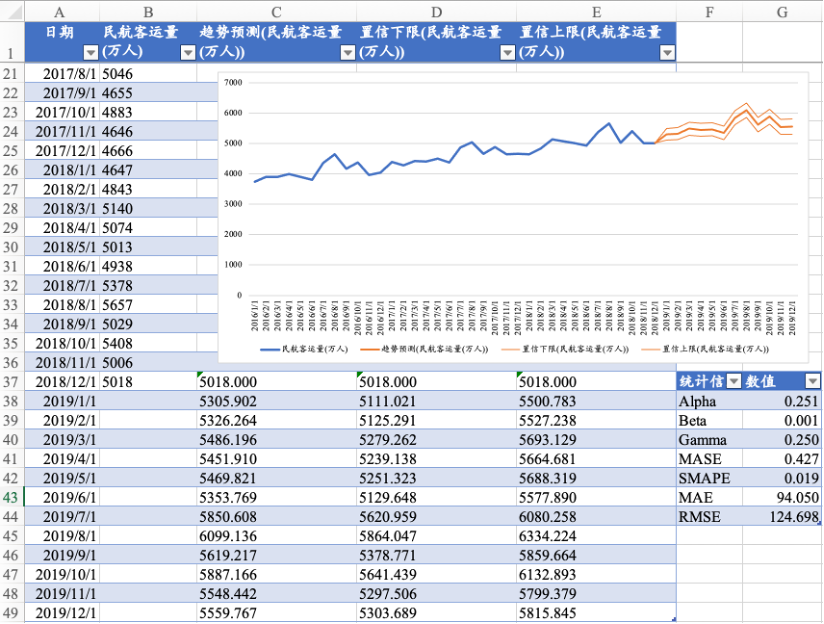 A B C D E F G
1 日期 民航客运量(万人) 趋势预测(民航客运量(万人)) 置信下限(民航客运量(万人)) 置信上限(民航客运量(万人))
21 2017/8/1 5046
22 2017/9/1 4655
23 2017/10/1 4883
24 2017/11/1 4646
25 2017/12/1 4666
26 2018/1/1 4647
27 2018/2/1 4843
28 2018/3/1 5140
29 2018/4/1 5074
30 2018/5/1 5013
31 2018/6/1 4938
32 2018/7/1 5378
33 2018/8/1 5657
34 2018/9/1 5029
35 2018/10/1 5408
36 2018/11/1 5006
7000
6000
5000
4000
3000
2000
1000
0
2016/1/1 2016/2/1 2016/3/1 2016/4/1 2016/5/1 2016/6/1 2016/7/1 2016/8/1 2016/9/1 2016/10/1 2016/11/1 2016/12/1 2017/1/1 2017/2/1 2017/3/1 2017/4/1 2017/5/1 2017/6/1 2017/7/1 2017/8/1 2017/9/1 2017/10/1 2017/11/1 2017/12/1 2018/1/1 2018/2/1 2018/3/1 2018/4/1 2018/5/1 2018/6/1 2018/7/1 2018/8/1 2018/9/1 2018/10/1 2018/11/1 2018/12/1 2019/1/1 2019/2/1 2019/3/1 2019/4/1 2019/5/1 2019/6/1 2019/7/1 2019/8/1 2019/9/1 2019/10/1 2019/11/1 2019/12/1
民航客运量(万人) 趋势预测(民航客运量(万人)) 置信下限(民航客运量(万人)) 置信上限(民航客运量(万人))
37 2018/12/1 5018 5018.000 5018.000 5018.000 统计信 数值
38 2019/1/1 5305.902 5111.021 5500.783 Alpha 0.251
39 2019/2/1 5326.264 5125.291 5527.238 Beta 0.001
40 2019/3/1 5486.196 5279.262 5693.129 Gamma 0.250
41 2019/4/1 5451.910 5239.138 5664.681 MASE 0.427
42 2019/5/1 5469.821 5251.323 5688.319 SMAPE 0.019
43 2019/6/1 5353.769 5129.648 5577.890 MAE 94.050
44 2019/7/1 5850.608 5620.959 6080.258 RMSE 124.698
45 2019/8/1 6099.136 5864.047 6334.224
46 2019/9/1 5619.217 5378.771 5859.664
47 2019/10/1 5887.166 5641.439 6132.893
48 2019/11/1 5548.442 5297.506 5799.379
49 2019/12/1 5559.767 5303.689 5815.845